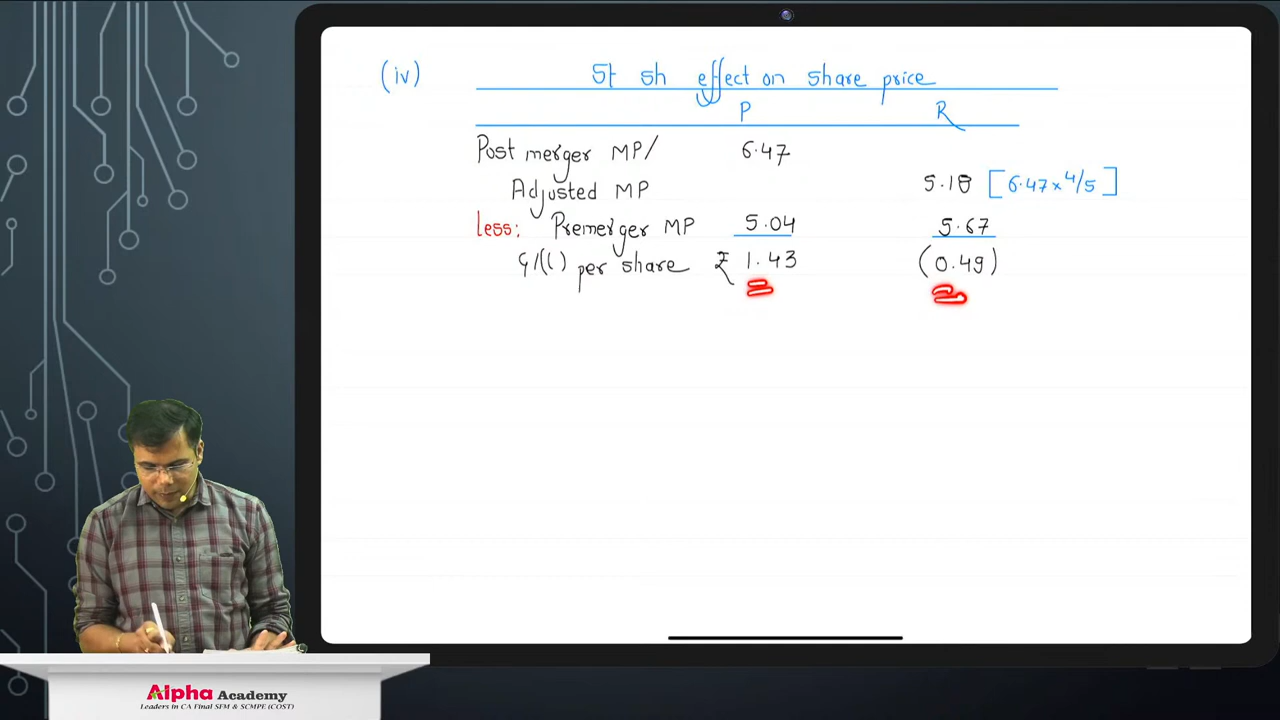 (iv) St sh effect on share price
P R
Post merger MP/ 6.47
Adjusted MP 5.18 [6.47x4/5]
less: Premerger MP 5.04 5.67
G/(L) per share ₹ 1.43 (0.49)
Alpha Academy
Leaders in CA Final SFM & SCMPE (COST)